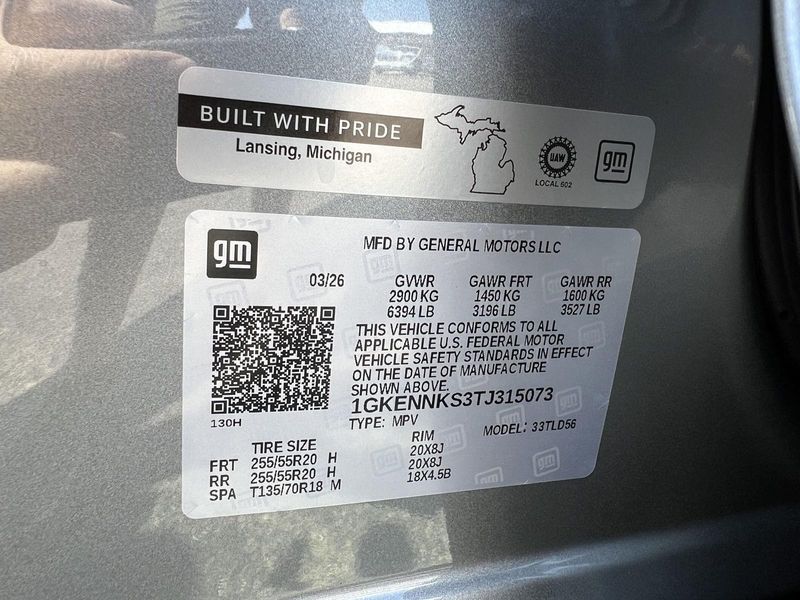 BUILT WITH PRIDE
Lansing, Michigan
UAW
LOCAL 602
gm
gm
MFD BY GENERAL MOTORS LLC
03/26 GVWR GAWR FRT GAWR RR
2900 KG 1450 KG 1600 KG
6394 LB 3196 LB 3527 LB
THIS VEHICLE CONFORMS TO ALL
APPLICABLE U.S. FEDERAL MOTOR
VEHICLE SAFETY STANDARDS IN EFFECT
ON THE DATE OF MANUFACTURE
SHOWN ABOVE.
1GKENNKS3TJ315073
130H
TYPE: MPV MODEL: 33TLD56
TIRE SIZE RIM
FRT 255/55R20 H 20X8J
RR 255/55R20 H 20X8J
SPA T135/70R18 M 18X4.5B